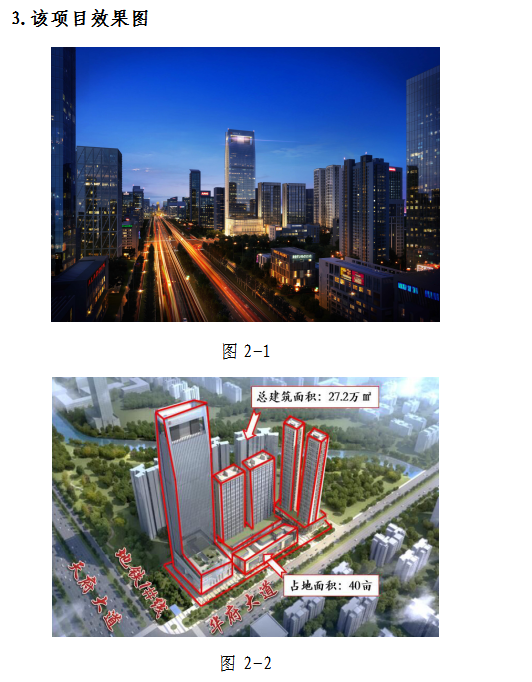 3.该项目效果图
图 2-1
总建筑面积：27.2万㎡
地铁1号线
天府大道
华府大道
占地面积：40亩
图 2-2